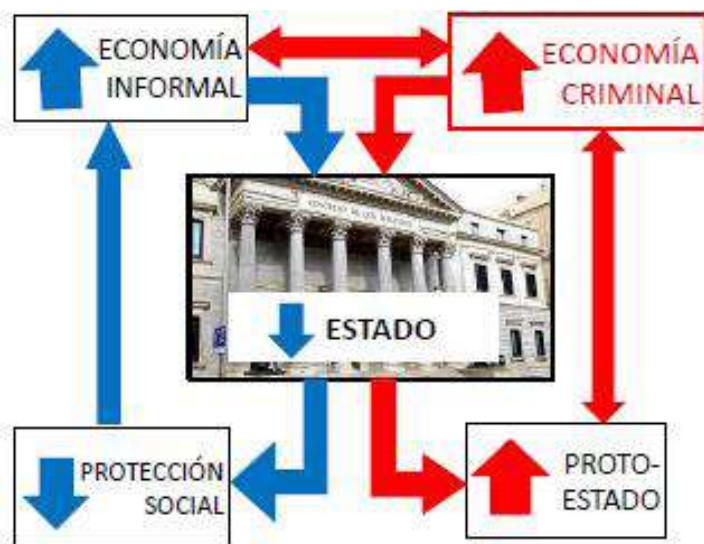 ECONOMÍA
INFORMAL
ECONOMÍA
CRIMINAL
ESTADO
PROTECCIÓN
SOCIAL
PROTO-
ESTADO